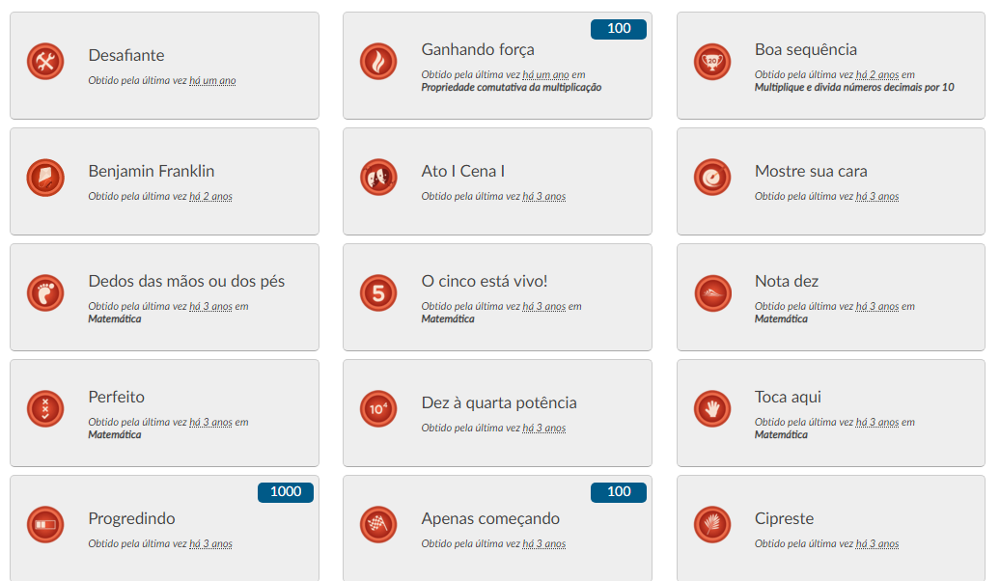 Desafiante
Obtido pela última vez há um ano
100
Ganhando força
Obtido pela última vez há um ano em
Propriedade comutativa da multiplicação
20
Boa sequência
Obtido pela última vez há 2 anos em
Multiplique e divida números decimais por 10
Benjamin Franklin
Obtido pela última vez há 2 anos
Ato I Cena I
Obtido pela última vez há 3 anos
Mostre sua cara
Obtido pela última vez há 3 anos
Dedos das mãos ou dos pés
Obtido pela última vez há 3 anos em
Matemática
5
O cinco está vivo!
Obtido pela última vez há 3 anos em
Matemática
Nota dez
Obtido pela última vez há 3 anos em
Matemática
Perfeito
Obtido pela última vez há 3 anos em
Matemática
10⁴
Dez à quarta potência
Obtido pela última vez há 3 anos
Toca aqui
Obtido pela última vez há 3 anos em
Matemática
1000
Progredindo
Obtido pela última vez há 3 anos
100
Apenas começando
Obtido pela última vez há 3 anos
Cipreste
Obtido pela última vez há 3 anos